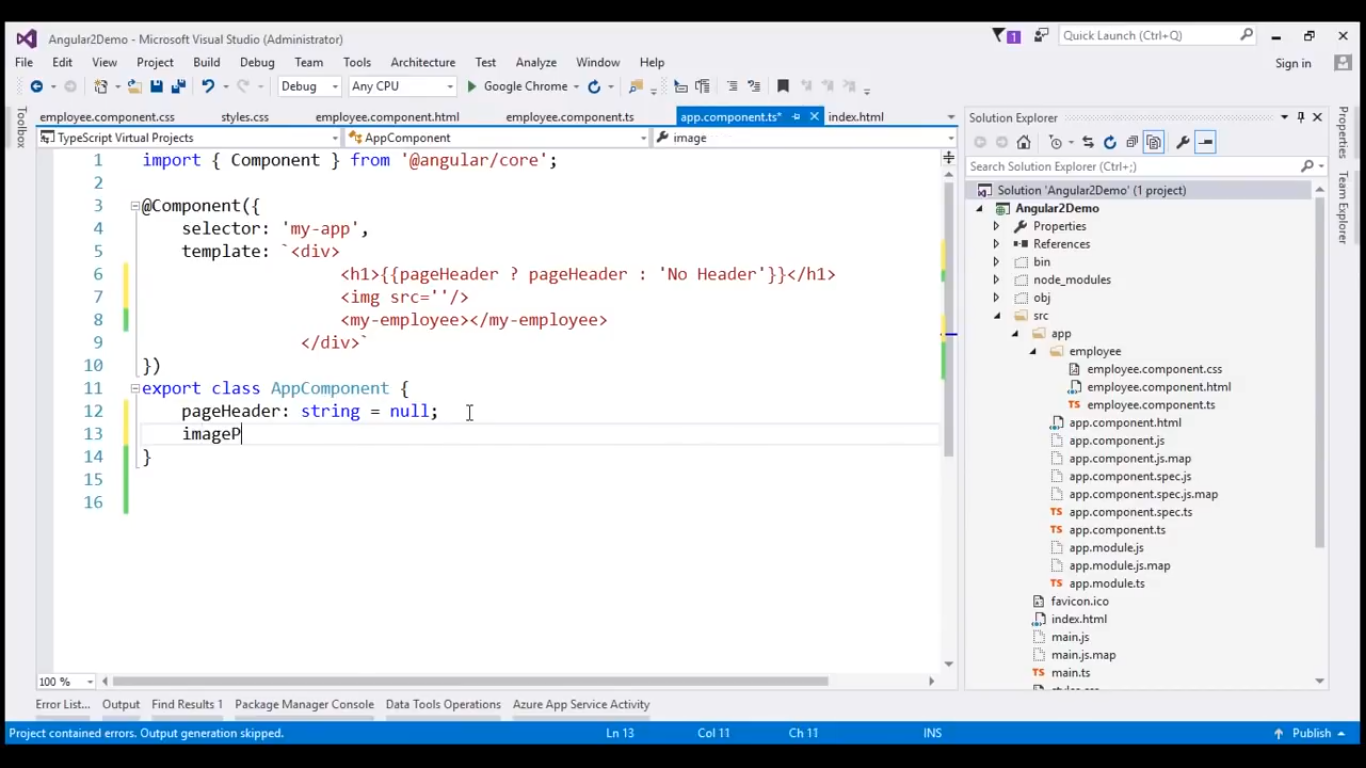 Angular2Demo - Microsoft Visual Studio (Administrator)
1
Quick Launch (Ctrl+Q)
File Edit View Project Build Debug Team Tools Architecture Test Analyze Window Help
Sign in
Debug Any CPU Google Chrome
Toolbox
employee.component.css styles.css employee.component.html employee.component.ts app.component.ts* index.html
TypeScript Virtual Projects AppComponent image
1 import { Component } from '@angular/core';
2
3 @Component({
4 selector: 'my-app',
5 template: `<div>
6 <h1>{{pageHeader ? pageHeader : 'No Header'}}</h1>
7 <img src=''/>
8 <my-employee></my-employee>
9 </div>`
10 })
11 export class AppComponent {
12 pageHeader: string = null;
13 imageP
14 }
15
16
100 %
Solution Explorer
Search Solution Explorer (Ctrl+;)
Solution 'Angular2Demo' (1 project)
Angular2Demo
Properties
References
bin
node_modules
obj
src
app
employee
employee.component.css
employee.component.html
employee.component.ts
app.component.html
app.component.js
app.component.js.map
app.component.spec.js
app.component.spec.js.map
app.component.spec.ts
app.component.ts
app.module.js
app.module.js.map
app.module.ts
favicon.ico
index.html
main.js
main.js.map
main.ts
Properties
Team Explorer
Error List... Output Find Results 1 Package Manager Console Data Tools Operations Azure App Service Activity
Project contained errors. Output generation skipped. Ln 13 Col 11 Ch 11 INS Publish